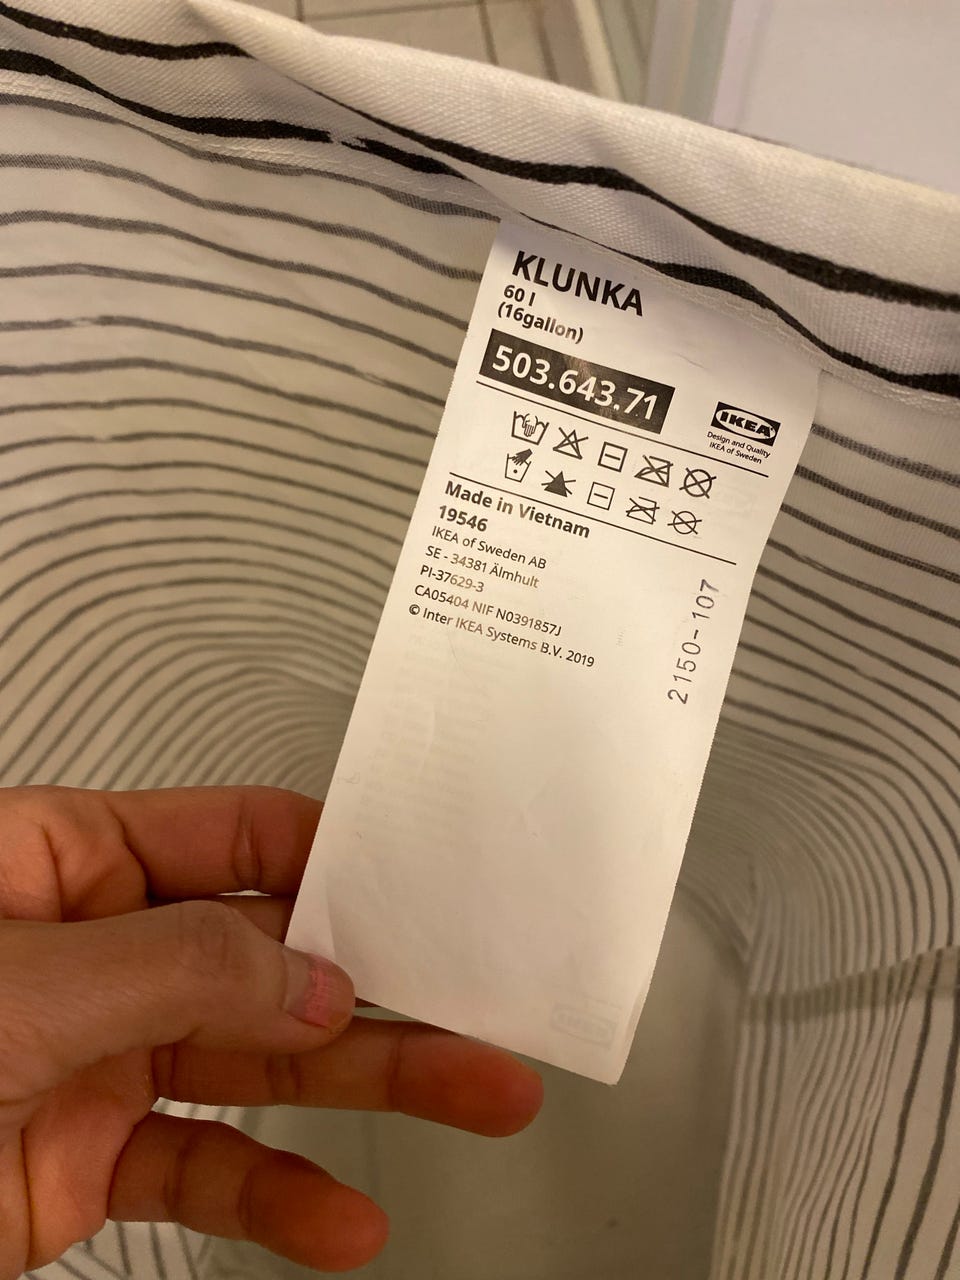 KLUNKA
60 l
(16gallon)
503.643.71
IKEA
Design and Quality
IKEA of Sweden
Made in Vietnam
19546
IKEA of Sweden AB
SE - 34381 Älmhult
PI-37629-3
CA05404 NIF N0391857J
© Inter IKEA Systems B.V. 2019
2150-107